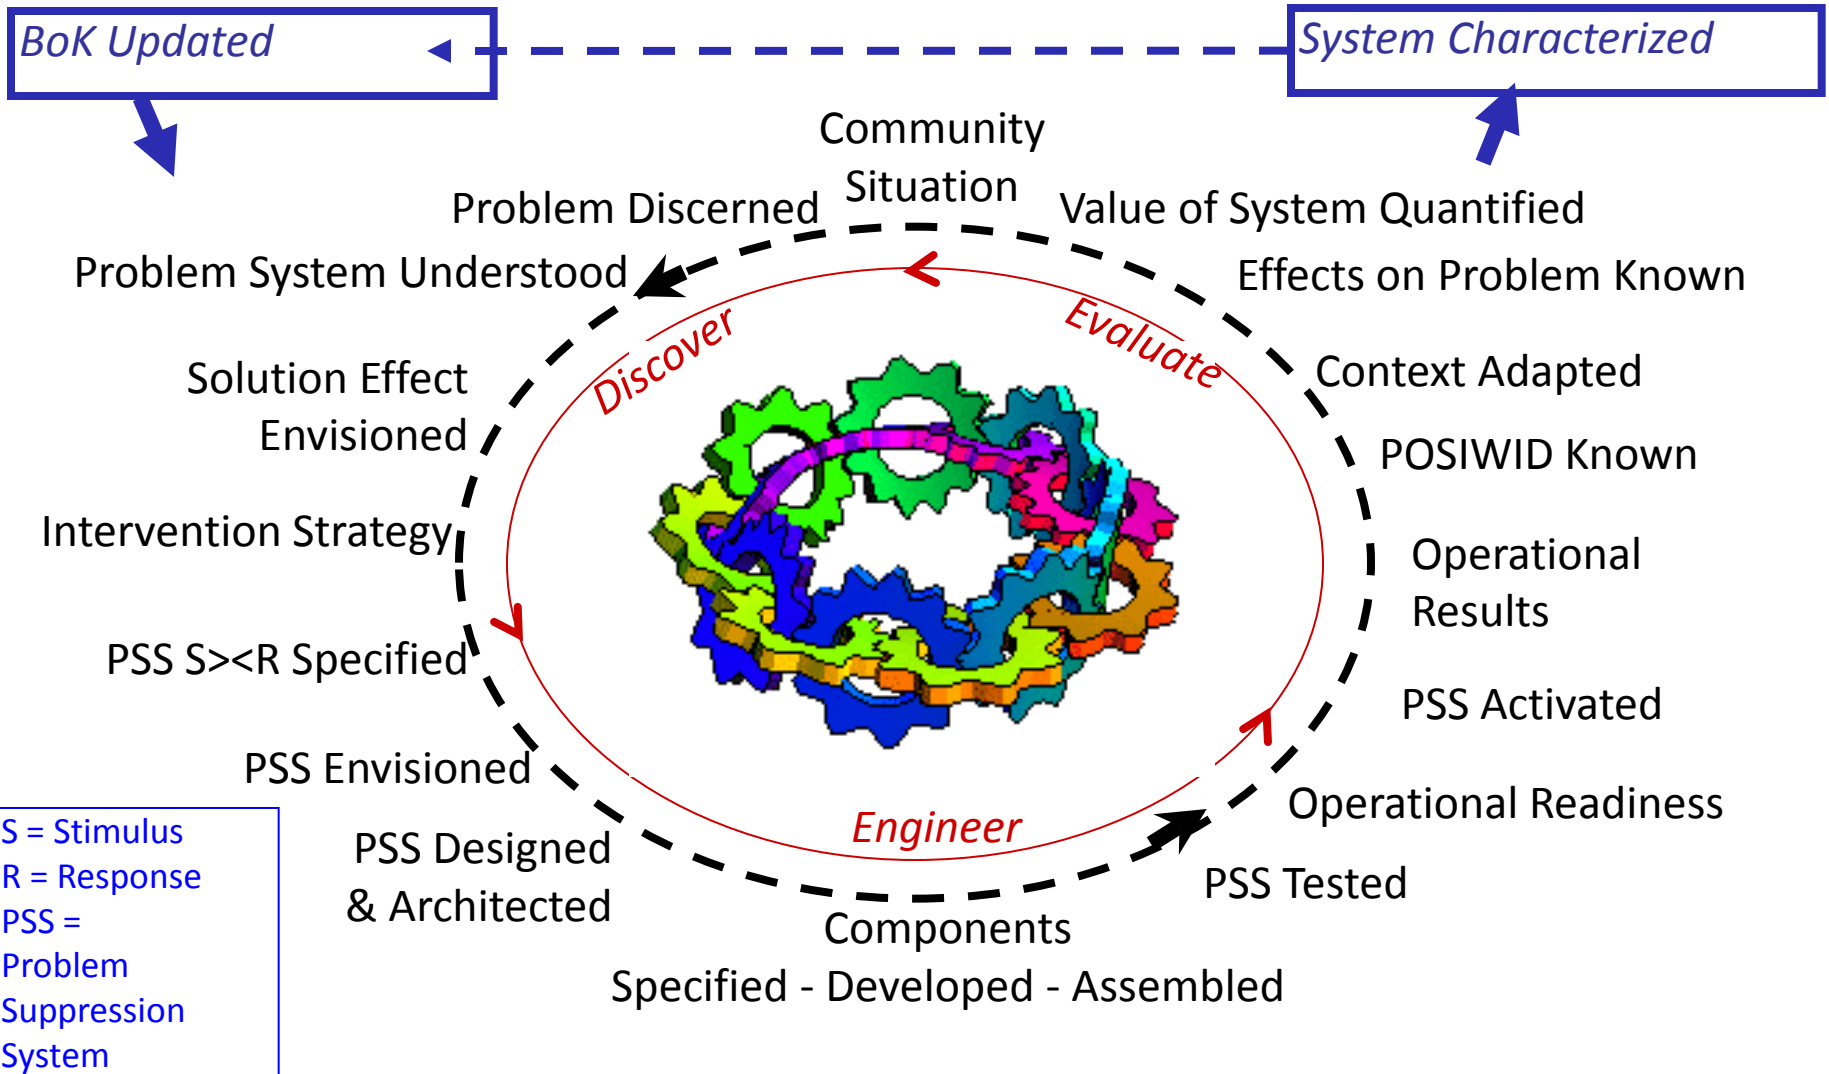 BoK Updated
System Characterized
Community
Situation
Problem Discerned
Value of System Quantified
Problem System Understood
Effects on Problem Known
Discover
Evaluate
Solution Effect
Envisioned
Context Adapted
POSIWID Known
Intervention Strategy
Operational
Results
PSS S><R Specified
PSS Activated
PSS Envisioned
Operational Readiness
Engineer
PSS Designed
& Architected
PSS Tested
Components
Specified - Developed - Assembled
S = Stimulus
R = Response
PSS =
Problem
Suppression
System